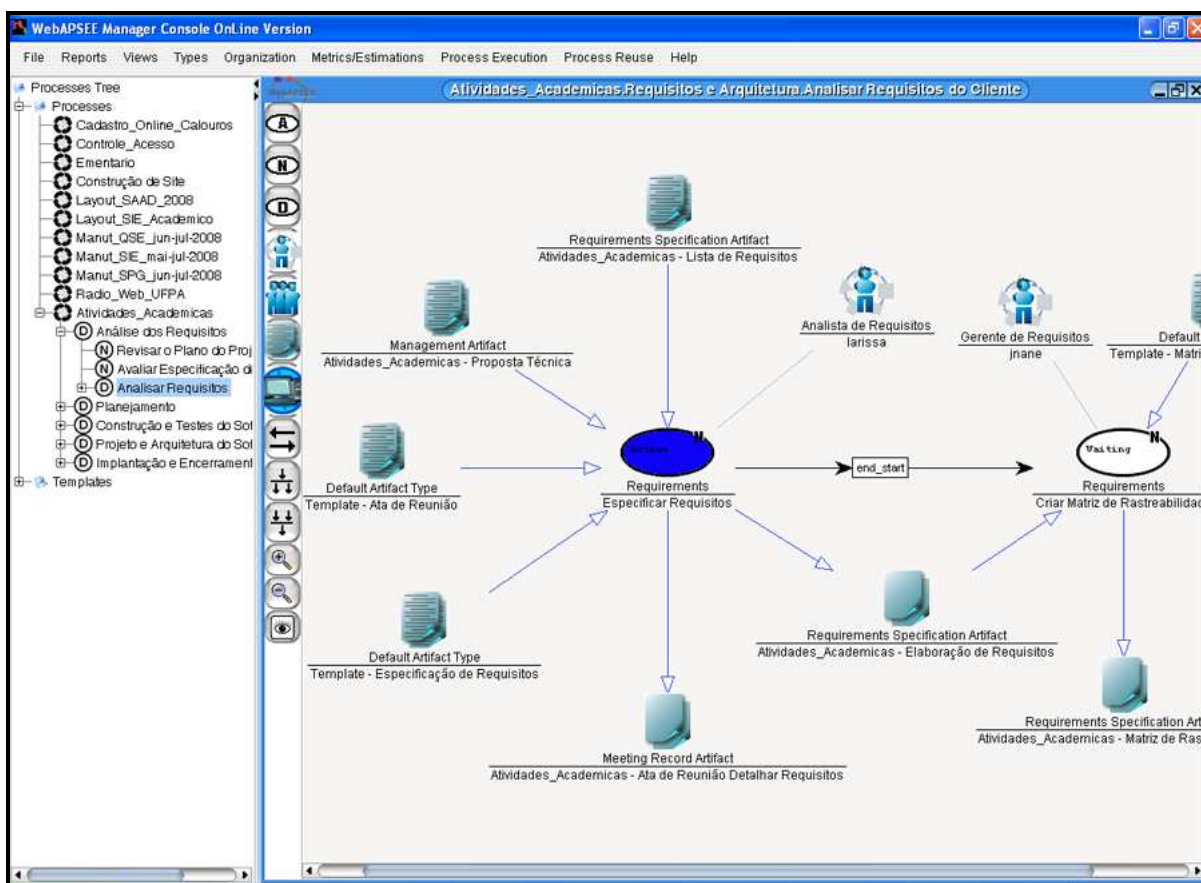 WebAPSEE Manager Console OnLine Version
File Reports Views Types Organization Metrics/Estimations Process Execution Process Reuse Help
Processes Tree
Processes
Cadastro_Online_Calouros
Controle_Acesso
Ementario
Construção de Site
Layout_SAAD_2008
Layout_SIE_Academico
Manut_QSE_jun-jul-2008
Manut_SIE_mai-jul-2008
Manut_SPG_jun-jul-2008
Radio_Web_UFPA
Atividades_Academicas
D Análise dos Requisitos
N Revisar o Plano do Proj
N Avaliar Especificação d
D Analisar Requisitos
D Planejamento
D Construção e Testes do Sof
D Projeto e Arquitetura do Sof
D Implantação e Encerrament
Templates
Atividades_Academicas.Requisitos e Arquitetura.Analisar Requisitos do Cliente
A
N
D
Requirements Specification Artifact
Atividades_Academicas - Lista de Requisitos
Management Artifact
Atividades_Academicas - Proposta Técnica
Analista de Requisitos
larissa
Gerente de Requisitos
jnane
Default
Template - Matri
Default Artifact Type
Template - Ata de Reunião
N
Requirements
Especificar Requisitos
end_start
Waiting
N
Requirements
Criar Matriz de Rastreabilidad
Default Artifact Type
Template - Especificação de Requisitos
Requirements Specification Artifact
Atividades_Academicas - Elaboração de Requisitos
Meeting Record Artifact
Atividades_Academicas - Ata de Reunião Detalhar Requisitos
Requirements Specification Art
Atividades_Academicas - Matriz de Ras